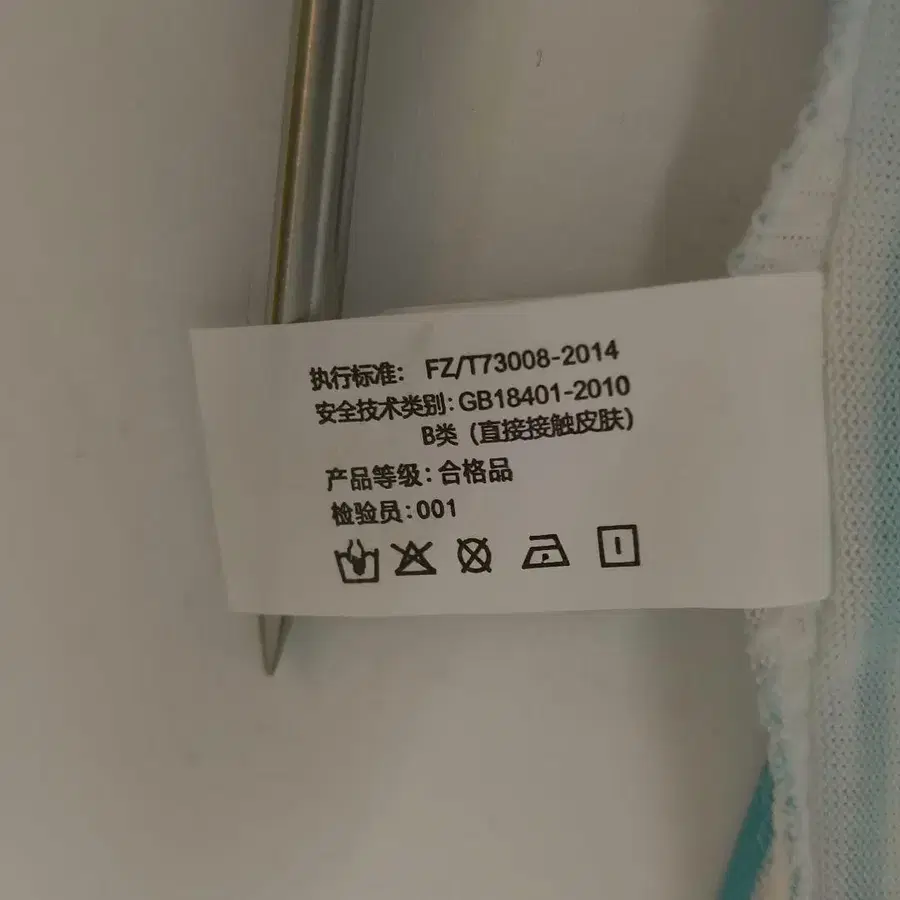 执行标准: FZ/T73008-2014
安全技术类别:GB18401-2010
B类 (直接接触皮肤)
产品等级:合格品
检验员:001